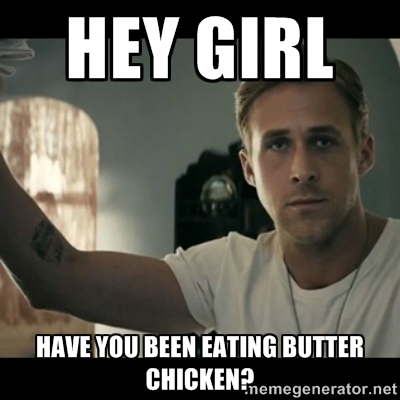 HEY GIRL
HAVE YOU BEEN EATING BUTTER
CHICKEN?
memegenerator.net